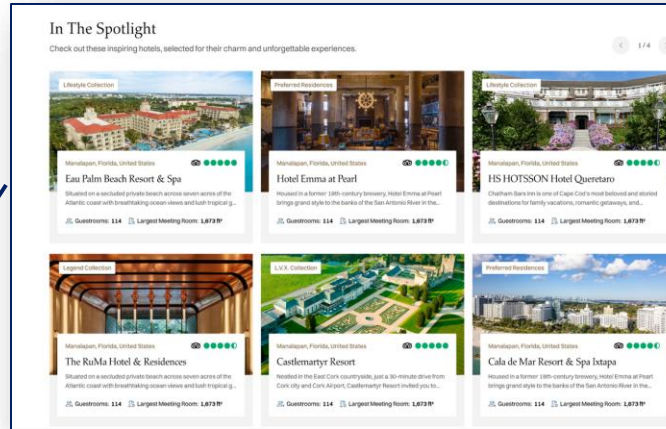 In The Spotlight
Check out these inspiring hotels, selected for their charm and unforgettable experiences.
1 / 4
Lifestyle Collection
Manalapan, Florida, United States
Eau Palm Beach Resort & Spa
Situated on a secluded private beach across seven acres of the
Atlantic coast with breathtaking ocean views and lush tropical g...
Guestrooms: 114 Largest Meeting Room: 1,673 ft²
Preferred Residences
Manalapan, Florida, United States
Hotel Emma at Pearl
Housed in a former 19th-century brewery, Hotel Emma at Pearl
brings grand style to the banks of the San Antonio River in the...
Guestrooms: 114 Largest Meeting Room: 1,673 ft²
Lifestyle Collection
Manalapan, Florida, United States
HS HOTSSON Hotel Queretaro
Chatham Bars Inn is one of Cape Cod's most beloved and storied
destinations for family vacations, romantic getaways, and...
Guestrooms: 114 Largest Meeting Room: 1,673 ft²
Legend Collection
Manalapan, Florida, United States
The RuMa Hotel & Residences
Situated on a secluded private beach across seven acres of the
Atlantic coast with breathtaking ocean views and lush tropical g...
Guestrooms: 114 Largest Meeting Room: 1,673 ft²
L.V.X. Collection
Manalapan, Florida, United States
Castlemartyr Resort
Nestled in the East Cork countryside, just a 30-minute drive from
Cork city and Cork Airport, Castlemartyr Resort invited you to...
Guestrooms: 114 Largest Meeting Room: 1,673 ft²
Preferred Residences
Manalapan, Florida, United States
Cala de Mar Resort & Spa Ixtapa
Housed in a former 19th-century brewery, Hotel Emma at Pearl
brings grand style to the banks of the San Antonio River in the...
Guestrooms: 114 Largest Meeting Room: 1,673 ft²